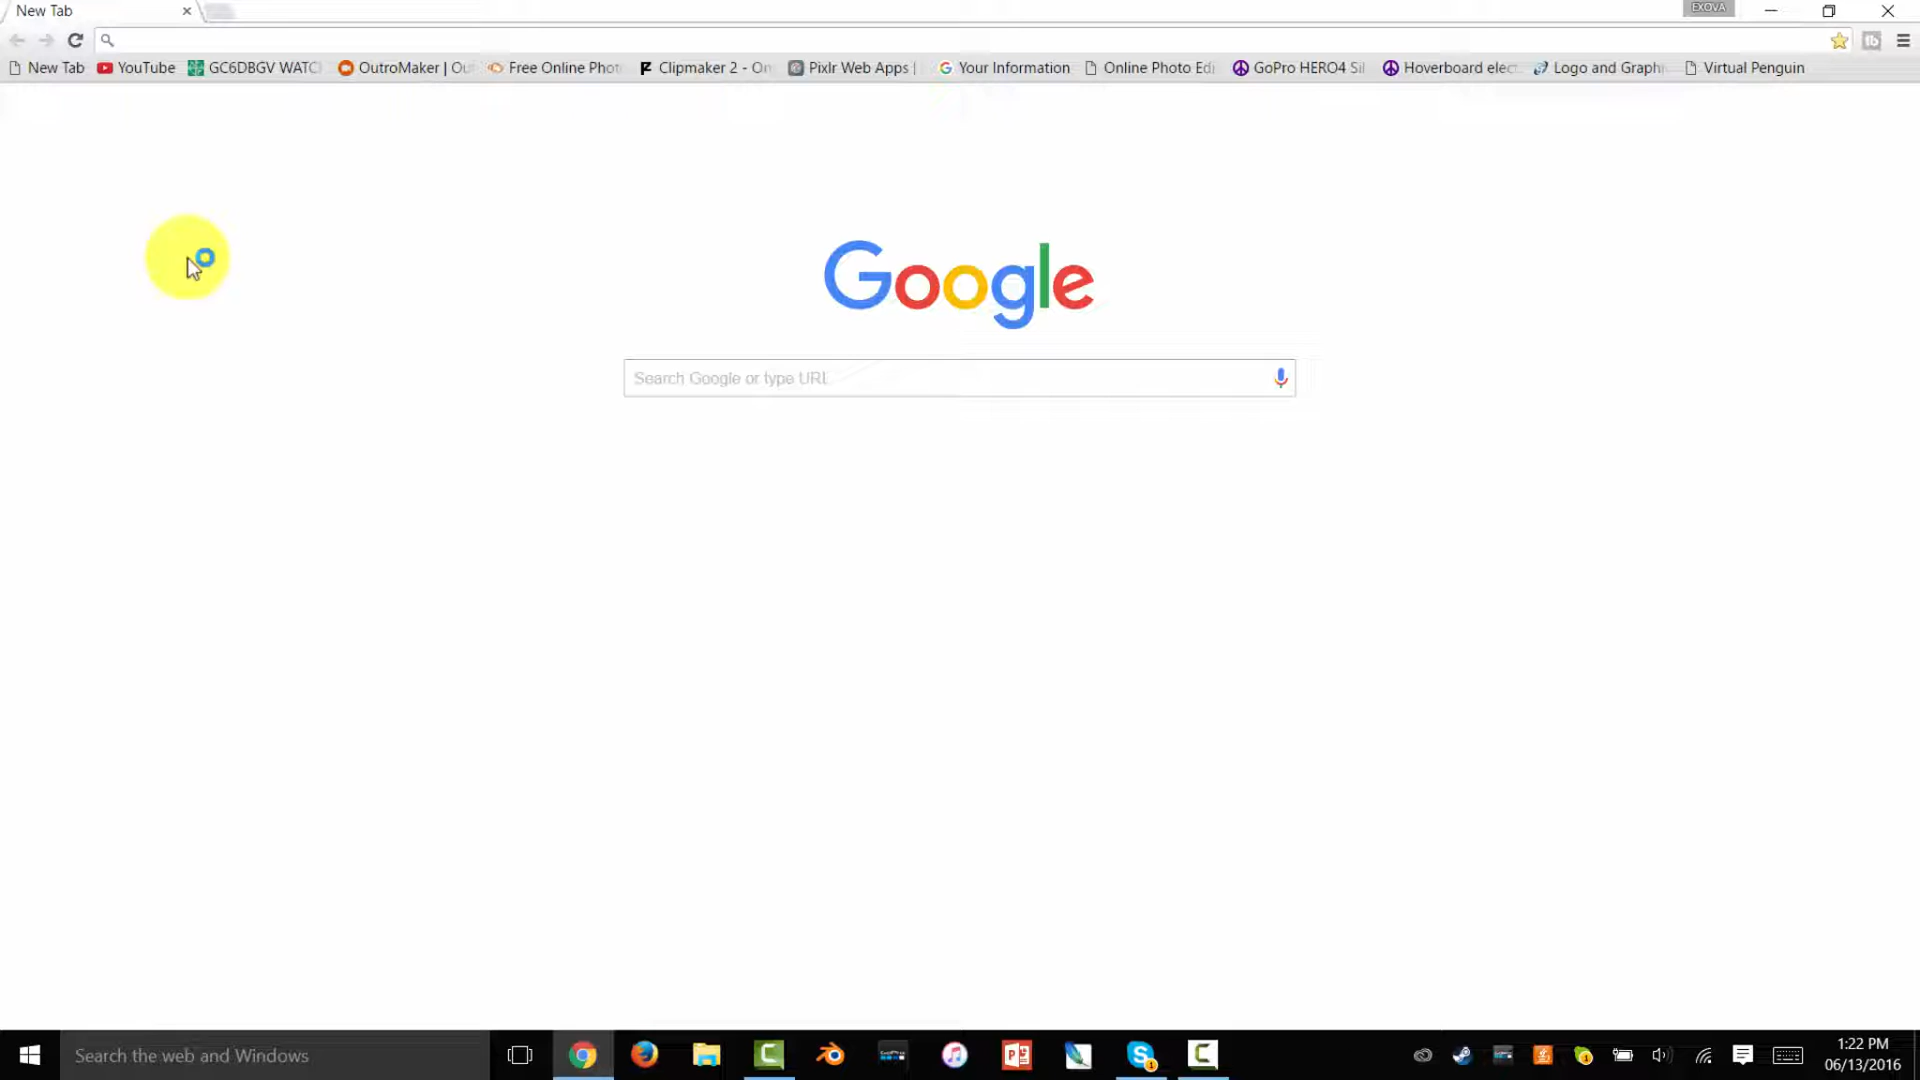 New Tab
EXOVA
New Tab YouTube GC6DBGV WATC OutroMaker | Ou Free Online Phot Clipmaker 2 - On Pixlr Web Apps | Your Information Online Photo Edi GoPro HERO4 Sil Hoverboard elec Logo and Graphi Virtual Penguin
Google
Search Google or type URL
Search the web and Windows
1:22 PM
06/13/2016